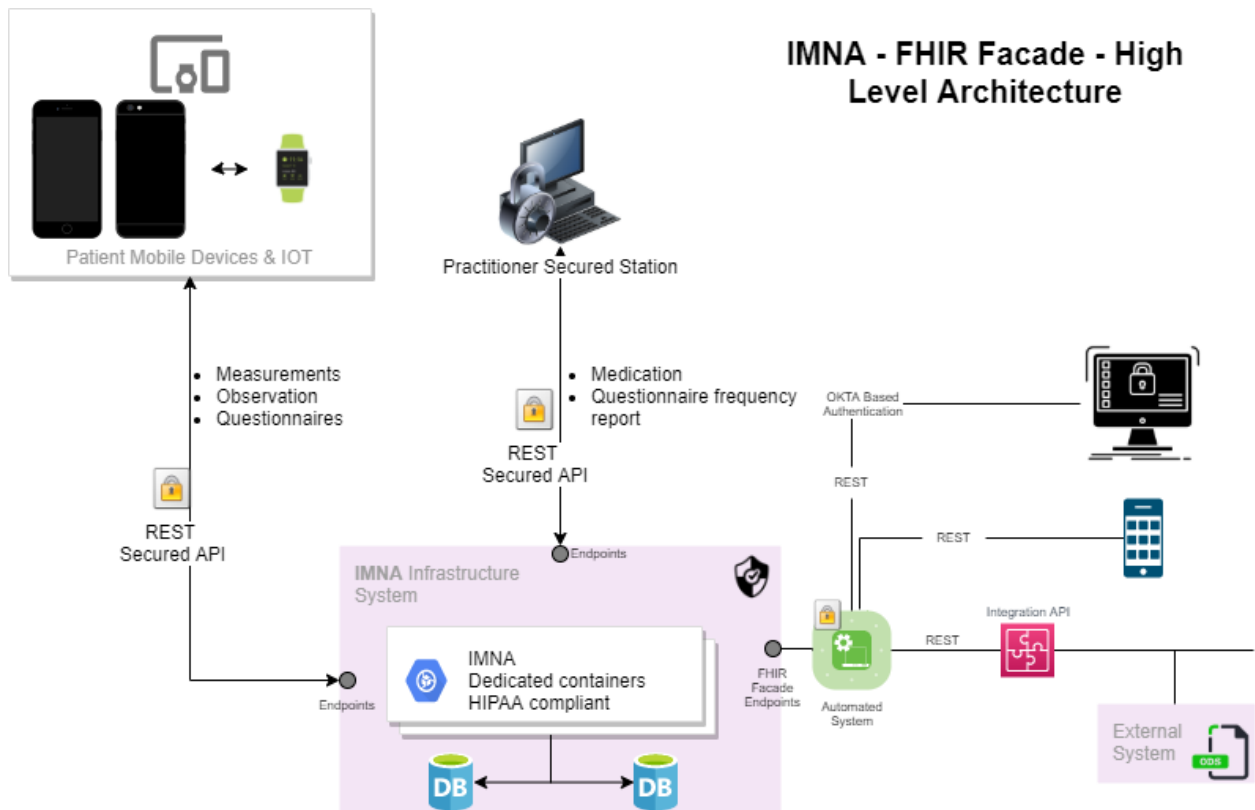 IMNA - FHIR Facade - High
Level Architecture
Patient Mobile Devices & IOT
Practitioner Secured Station
• Measurements
• Observation
• Questionnaires
• Medication
• Questionnaire frequency
report
REST
Secured API
REST
Secured API
OKTA Based
Authentication
REST
REST
Endpoints
IMNA Infrastructure
System
IMNA
Dedicated containers
HIPAA compliant
Endpoints
FHIR
Facade
Endpoints
Automated
System
REST
Integration API
External
System
ODS
DB
DB